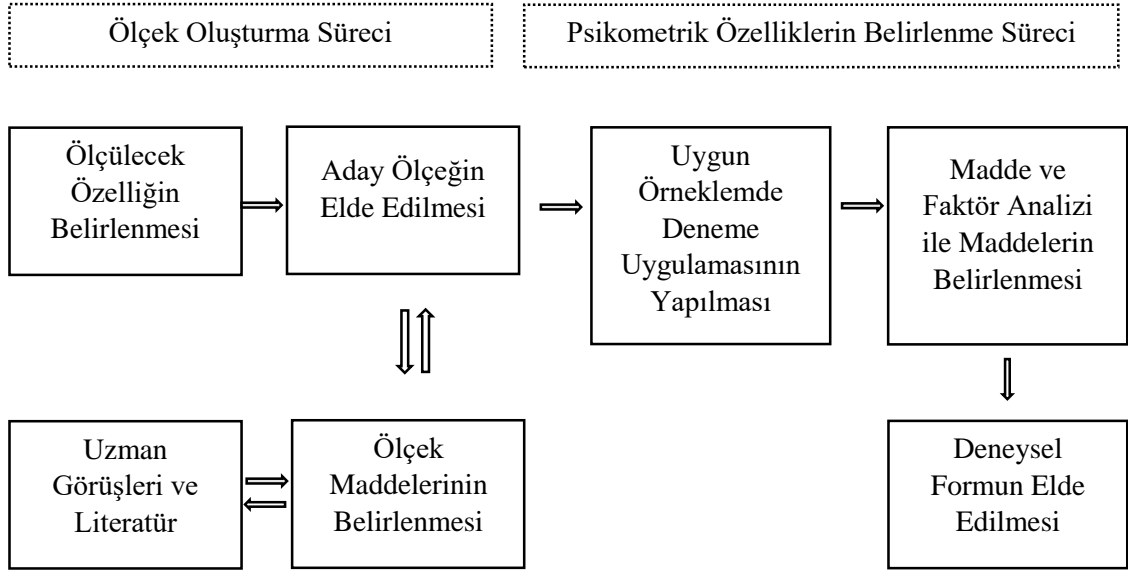 Ölçek Oluşturma Süreci
Psikometrik Özelliklerin Belirlenme Süreci
Ölçülecek
Özelliğin
Belirlenmesi
Aday Ölçeğin
Elde Edilmesi
Uygun
Örneklemde
Deneme
Uygulamasının
Yapılması
Madde ve
Faktör Analizi
ile Maddelerin
Belirlenmesi
Uzman
Görüşleri ve
Literatür
Ölçek
Maddelerinin
Belirlenmesi
Deneysel
Formun Elde
Edilmesi